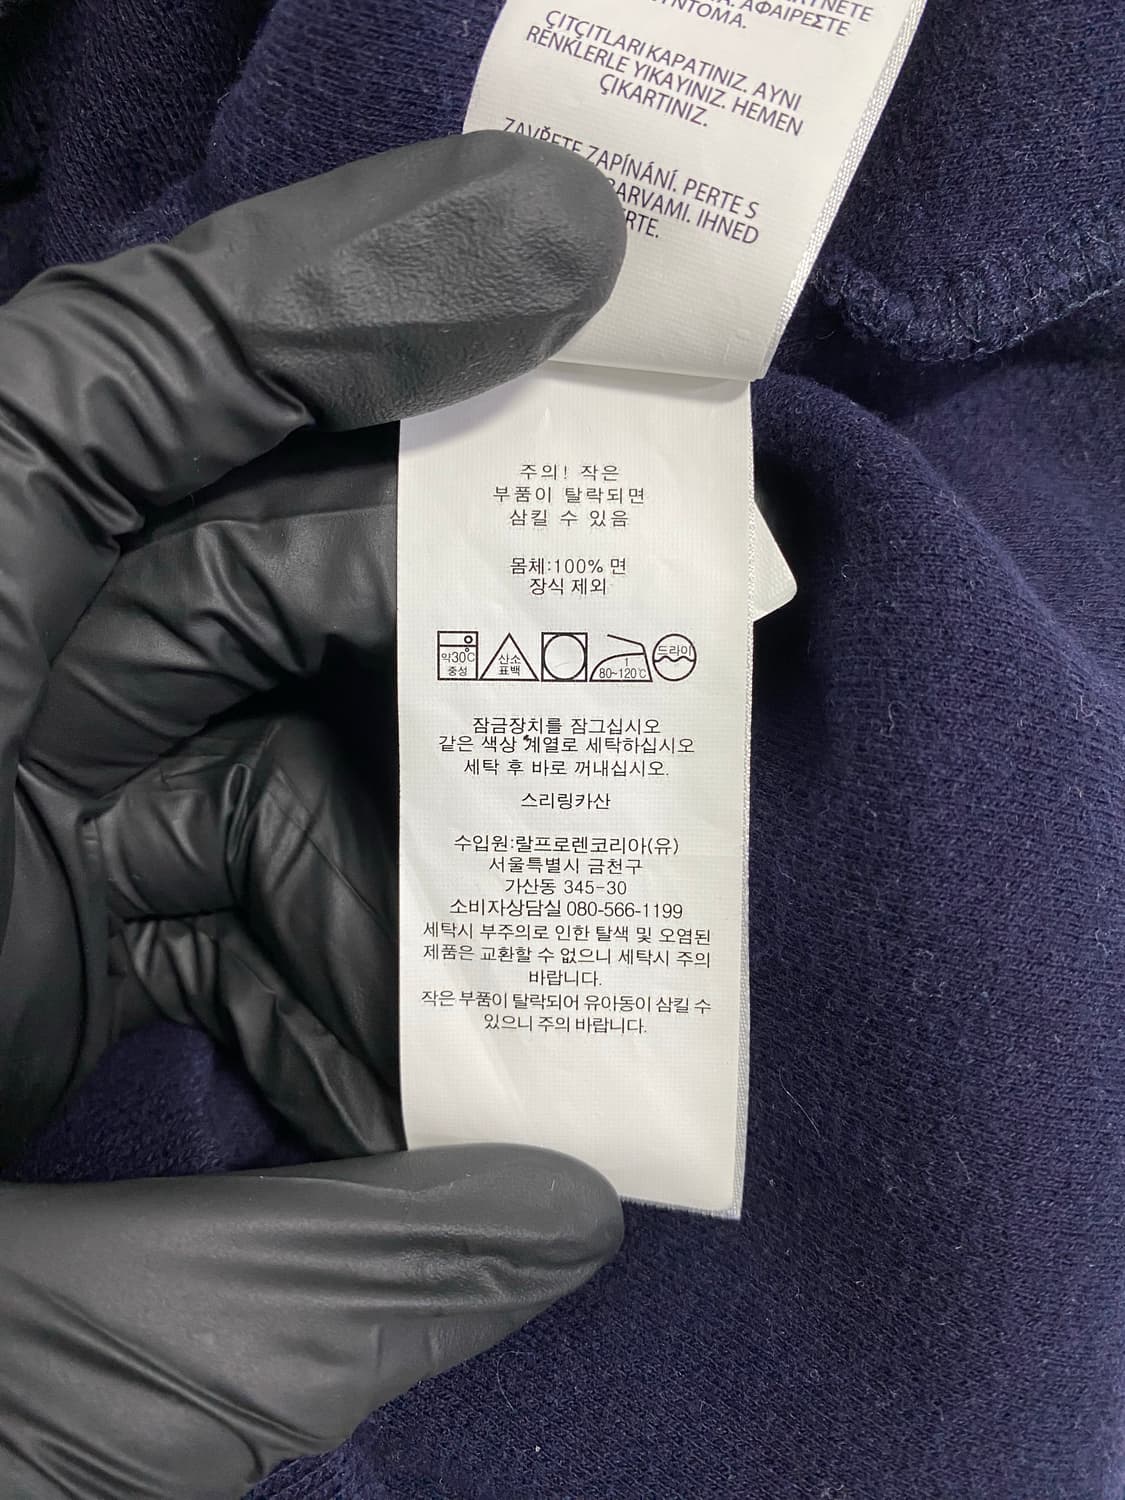 ΑΦΑΙΡΕΣΤΕ
ΣΥΝΤΟΜΑ.
ÇITÇITLARI KAPATINIZ. AYNI
RENKLERLE YIKAYINIZ. HEMEN
ÇIKARTINIZ.
ZAVŘETE ZAPÍNÁNÍ. PERTE S
BARVAMI. IHNED
주의! 작은
부품이 탈락되면
삼킬 수 있음
몸체:100% 면
장식 제외
약30℃
중성
산소
표백
1
80~120℃
드라이
잠금장치를 잠그십시오
같은 색상 계열로 세탁하십시오
세탁 후 바로 꺼내십시오.
스리링카산
수입원:랄프로렌코리아(유)
서울특별시 금천구
가산동 345-30
소비자상담실 080-566-1199
세탁시 부주의로 인한 탈색 및 오염된
제품은 교환할 수 없으니 세탁시 주의
바랍니다.
작은 부품이 탈락되어 유아동이 삼킬 수
있으니 주의 바랍니다.